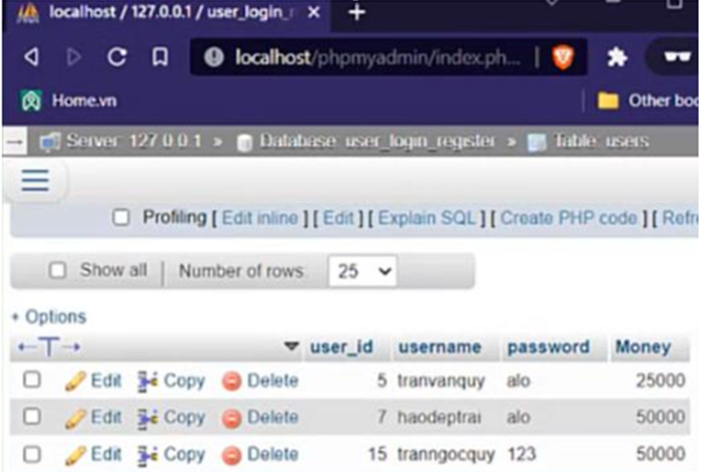 localhost / 127.0.0.1 / user_login_r
localhost/phpmyadmin/index.ph...
Home.vn Other boo
Server: 127.0.0.1 » Database: user_login_register » Table: users
Profiling [ Edit inline ] [ Edit ] [ Explain SQL ] [ Create PHP code ] [ Refr
Show all | Number of rows: 25
+ Options
←T→ user_id username password Money
Edit Copy Delete 5 tranvanquy alo 25000
Edit Copy Delete 7 haodeptrai alo 50000
Edit Copy Delete 15 tranngocquy 123 50000